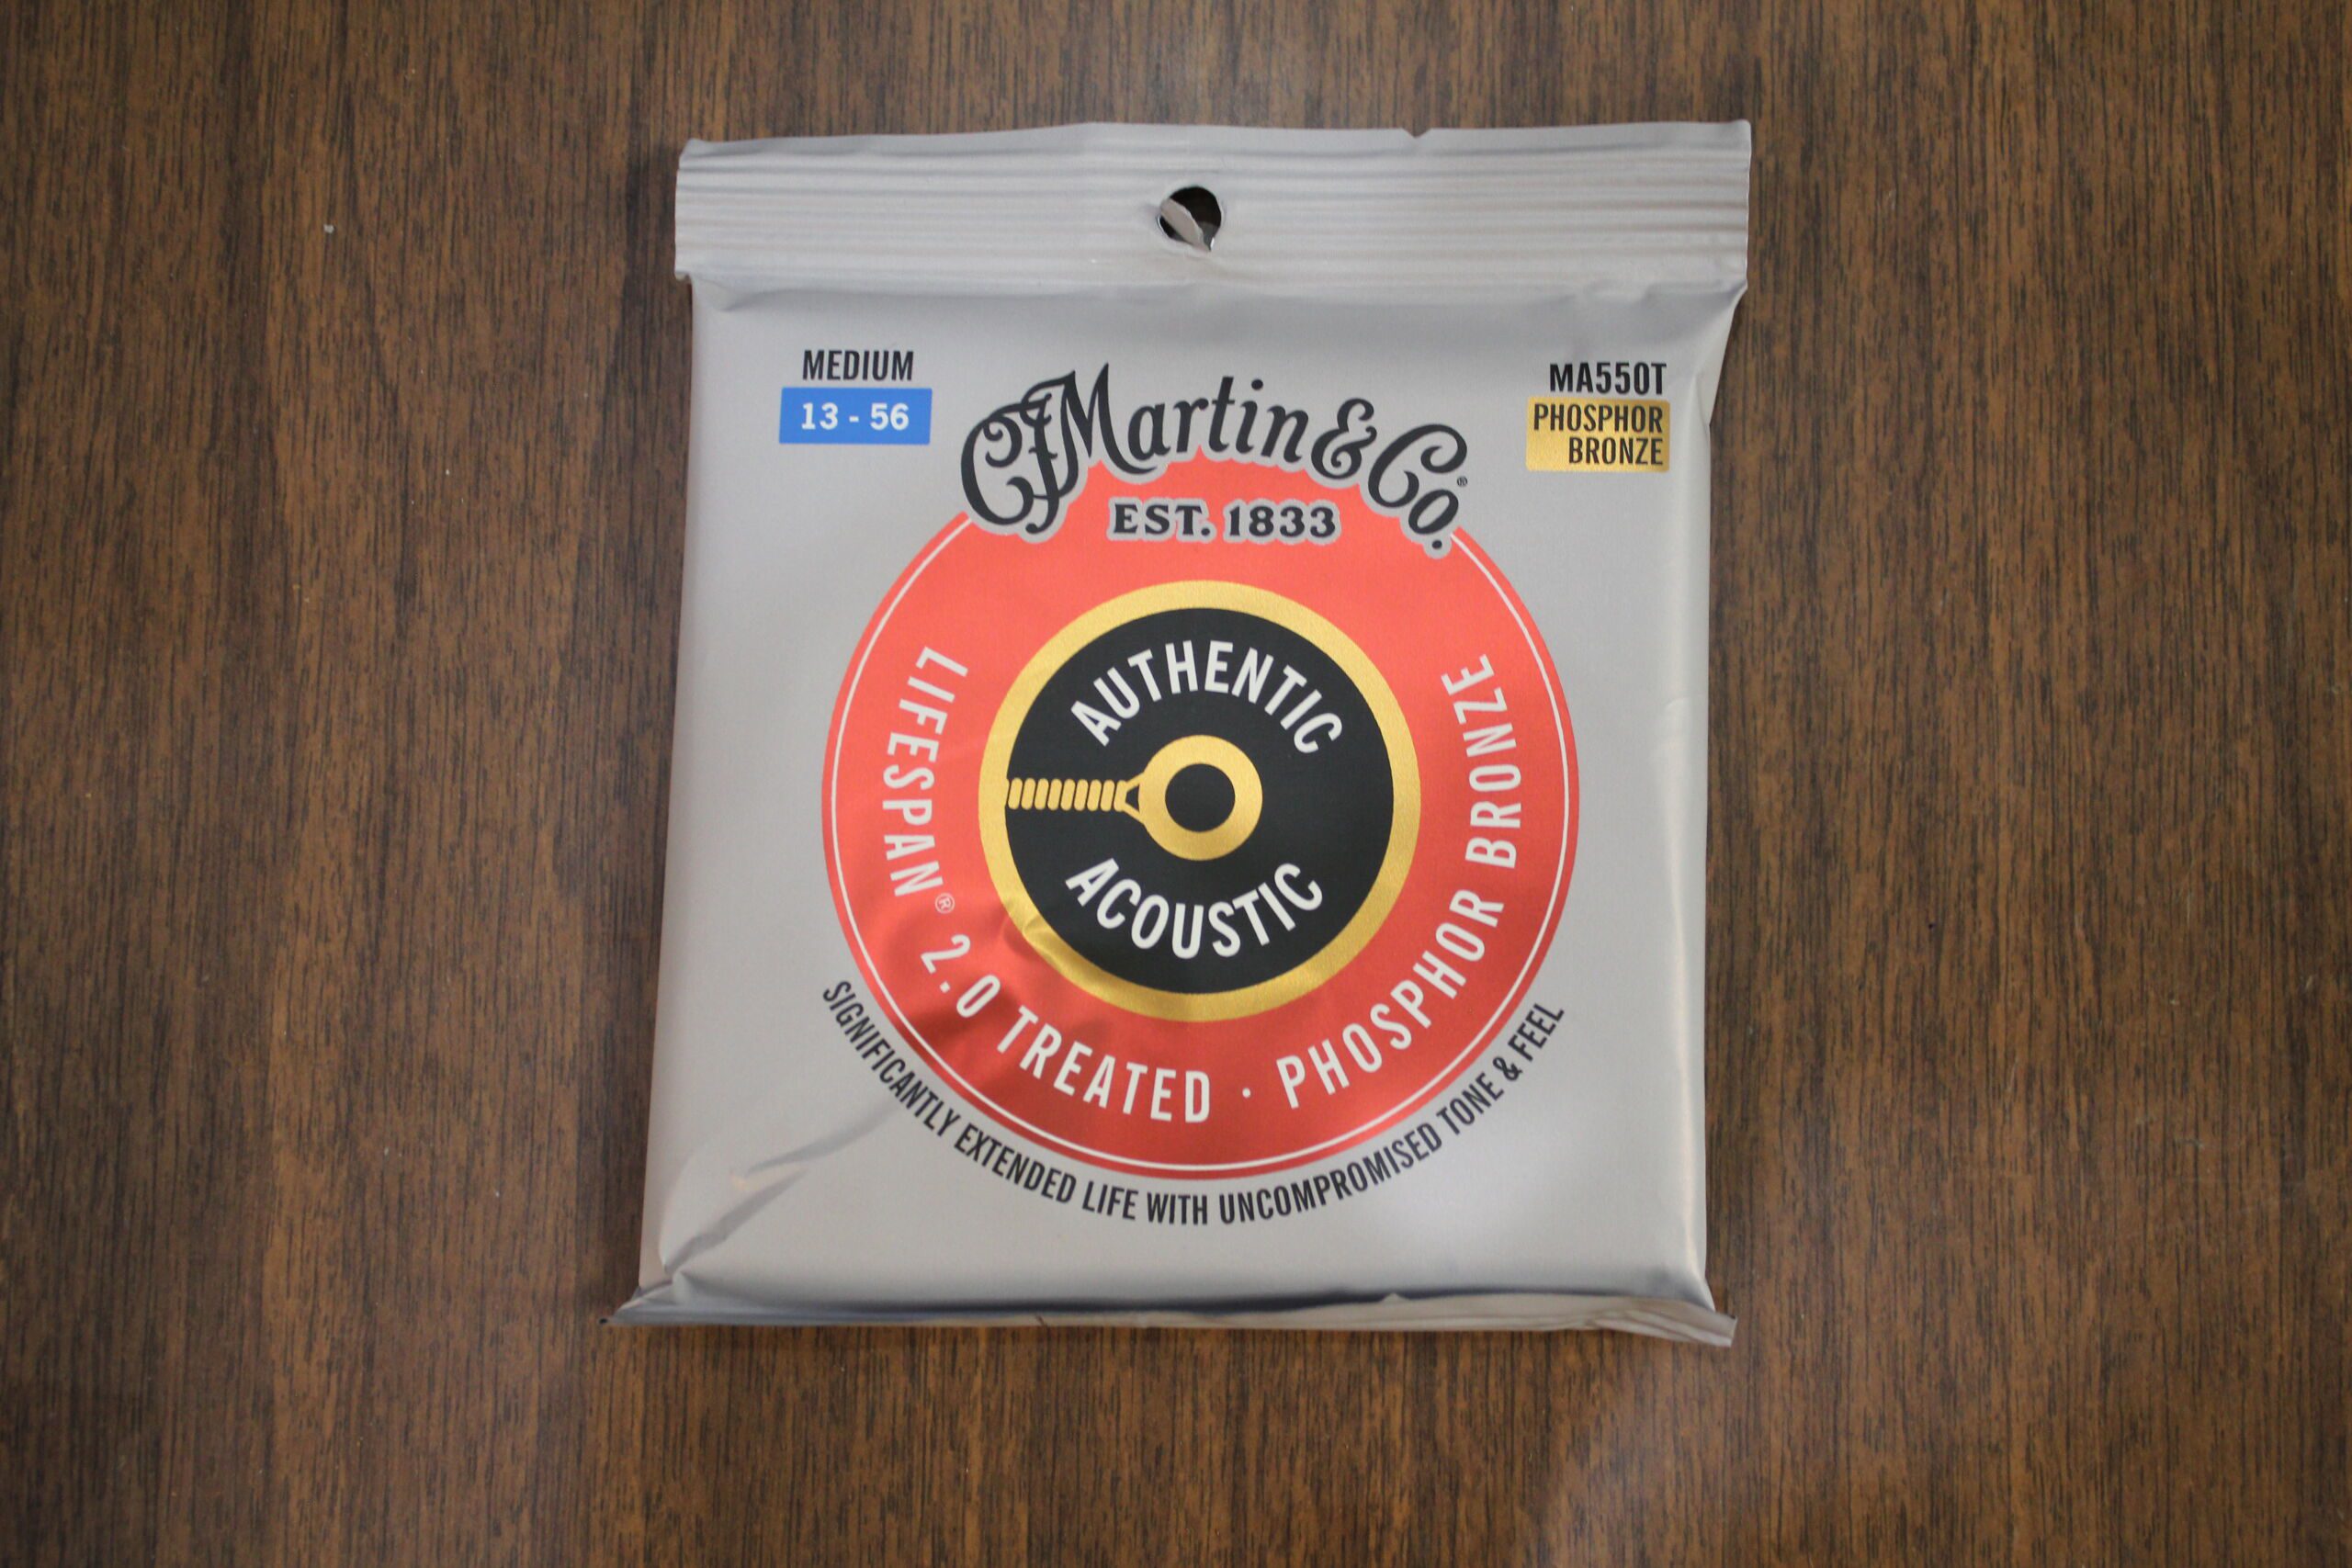 MEDIUM
13 - 56
MA550T
PHOSPHOR
BRONZE
CF Martin & Co.®
EST. 1833
AUTHENTIC
ACOUSTIC
LIFESPAN® 2.0 TREATED · PHOSPHOR BRONZE
SIGNIFICANTLY EXTENDED LIFE WITH UNCOMPROMISED TONE & FEEL